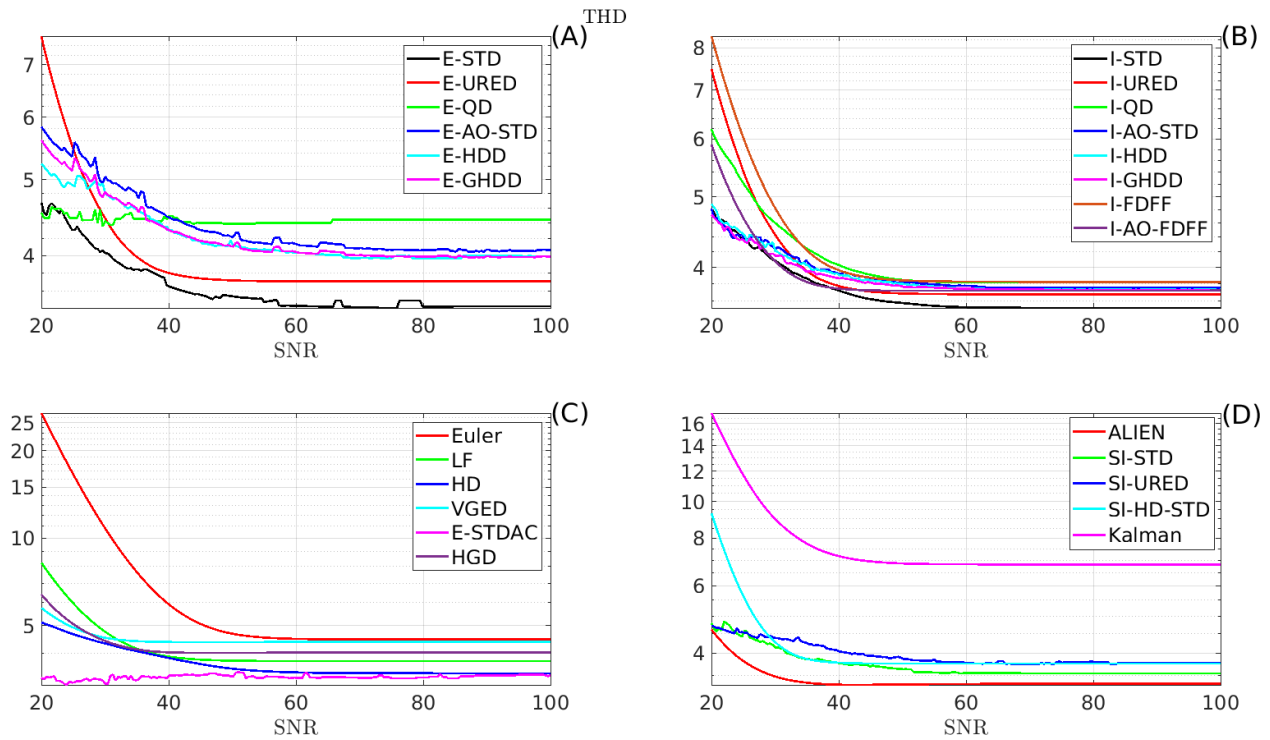 THD
(A)
7
6
5
4
E-STD
E-URED
E-QD
E-AO-STD
E-HDD
E-GHDD
20 40 60 80 100
SNR
(B)
8
7
6
5
4
I-STD
I-URED
I-QD
I-AO-STD
I-HDD
I-GHDD
I-FDFF
I-AO-FDFF
20 40 60 80 100
SNR
(C)
25
20
15
10
5
Euler
LF
HD
VGED
E-STDAC
HGD
20 40 60 80 100
SNR
(D)
16
14
12
10
8
6
4
ALIEN
SI-STD
SI-URED
SI-HD-STD
Kalman
20 40 60 80 100
SNR